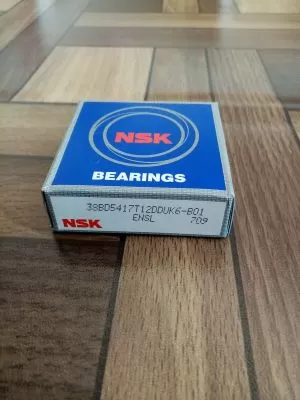 NSK
BEARINGS
38BD5417T12DDUK6-B01
NSK ENSL 709